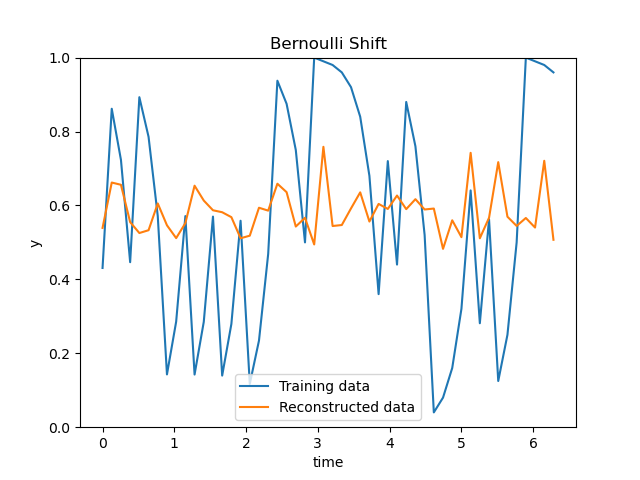 Bernoulli Shift
1.0
0.8
0.6
0.4
0.2
0.0
y
0 1 2 3 4 5 6
time
Training data
Reconstructed data